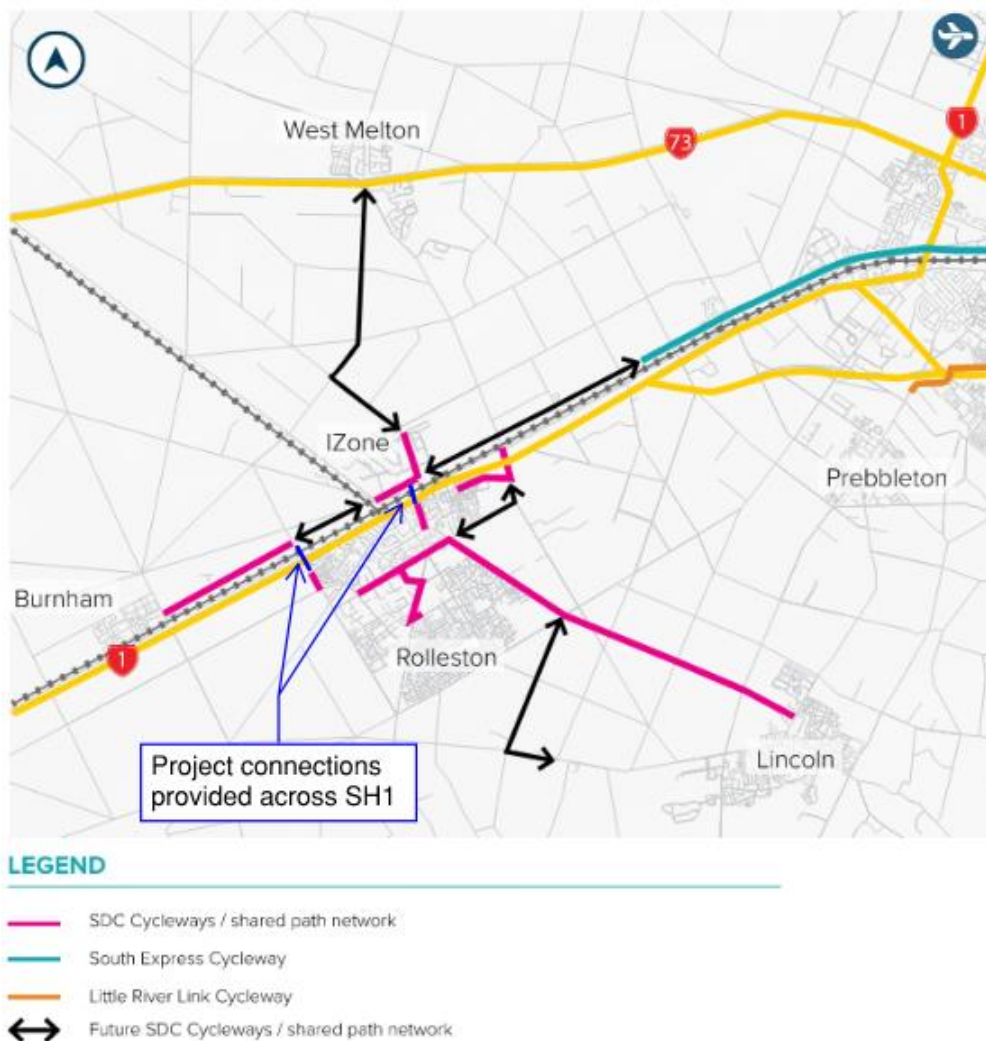 West Melton
73
1
IZone
Prebbleton
Burnham
1
Rolleston
Lincoln
Project connections
provided across SH1
LEGEND
SDC Cycleways / shared path network
South Express Cycleway
Little River Link Cycleway
Future SDC Cycleways / shared path network